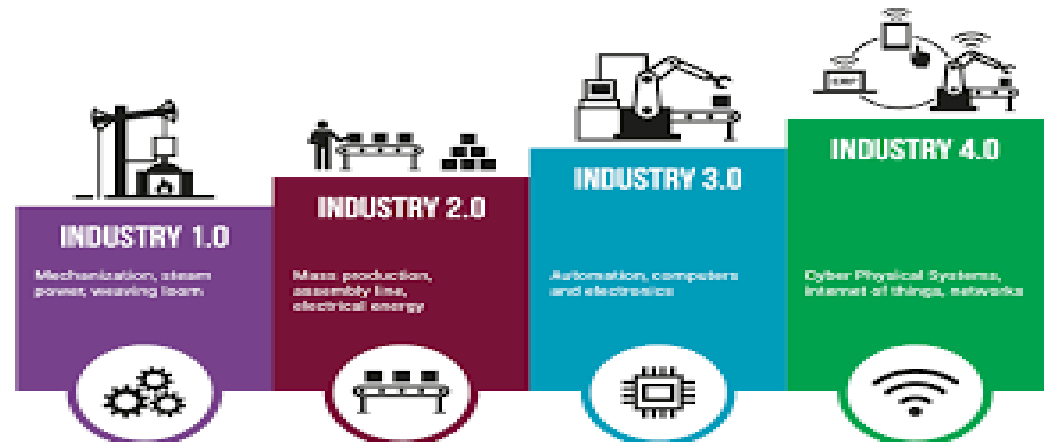 INDUSTRY 1.0
Mechanization, steam
power, weaving loom
INDUSTRY 2.0
Mass production,
assembly line,
electrical energy
INDUSTRY 3.0
Automation, computers
and electronics
INDUSTRY 4.0
Cyber Physical Systems,
internet of things, networks